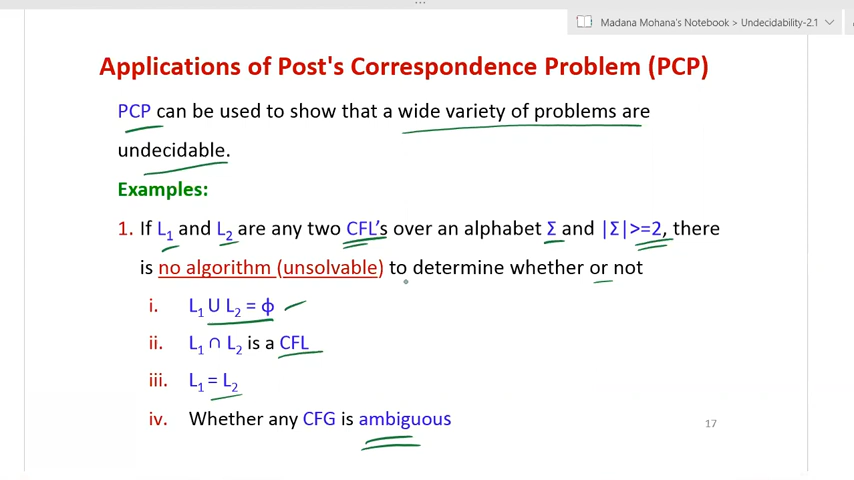 Madana Mohana's Notebook > Undecidability-2.1
Applications of Post's Correspondence Problem (PCP)
PCP can be used to show that a wide variety of problems are
undecidable.
Examples:
1. If L₁ and L₂ are any two CFL's over an alphabet Σ and |Σ|>=2, there
is no algorithm (unsolvable) to determine whether or not
i. L₁ U L₂ = ф
ii. L₁ ∩ L₂ is a CFL
iii. L₁ = L₂
iv. Whether any CFG is ambiguous
17